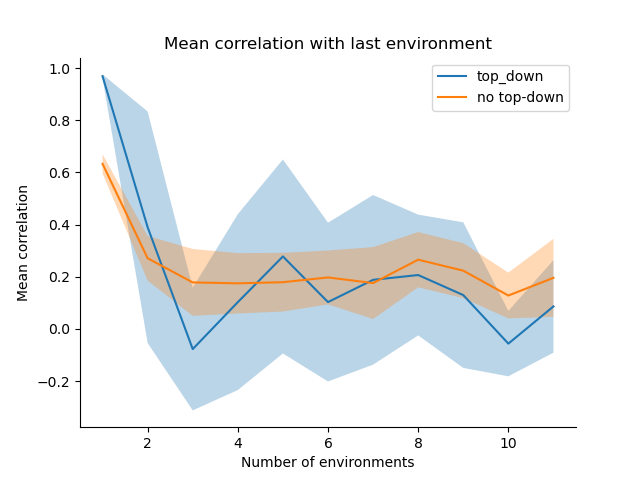 Mean correlation with last environment
top_down
no top-down
Mean correlation
1.0
0.8
0.6
0.4
0.2
0.0
−0.2
2 4 6 8 10
Number of environments